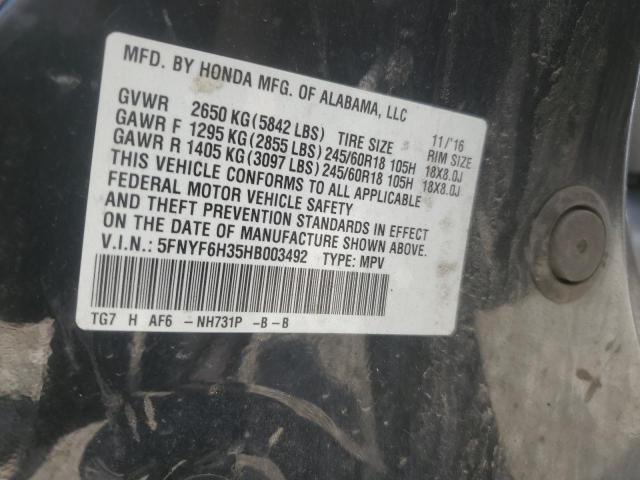 MFD. BY HONDA MFG. OF ALABAMA, LLC
11/'16
GVWR 2650 KG (5842 LBS) TIRE SIZE RIM SIZE
GAWR F 1295 KG (2855 LBS) 245/60R18 105H 18X8.0J
GAWR R 1405 KG (3097 LBS) 245/60R18 105H 18X8.0J
THIS VEHICLE CONFORMS TO ALL APPLICABLE
FEDERAL MOTOR VEHICLE SAFETY
AND THEFT PREVENTION STANDARDS IN EFFECT
ON THE DATE OF MANUFACTURE SHOWN ABOVE.
V.I.N.: 5FNYF6H35HB003492 TYPE: MPV
TG7 H AF6 - NH731P -B - B